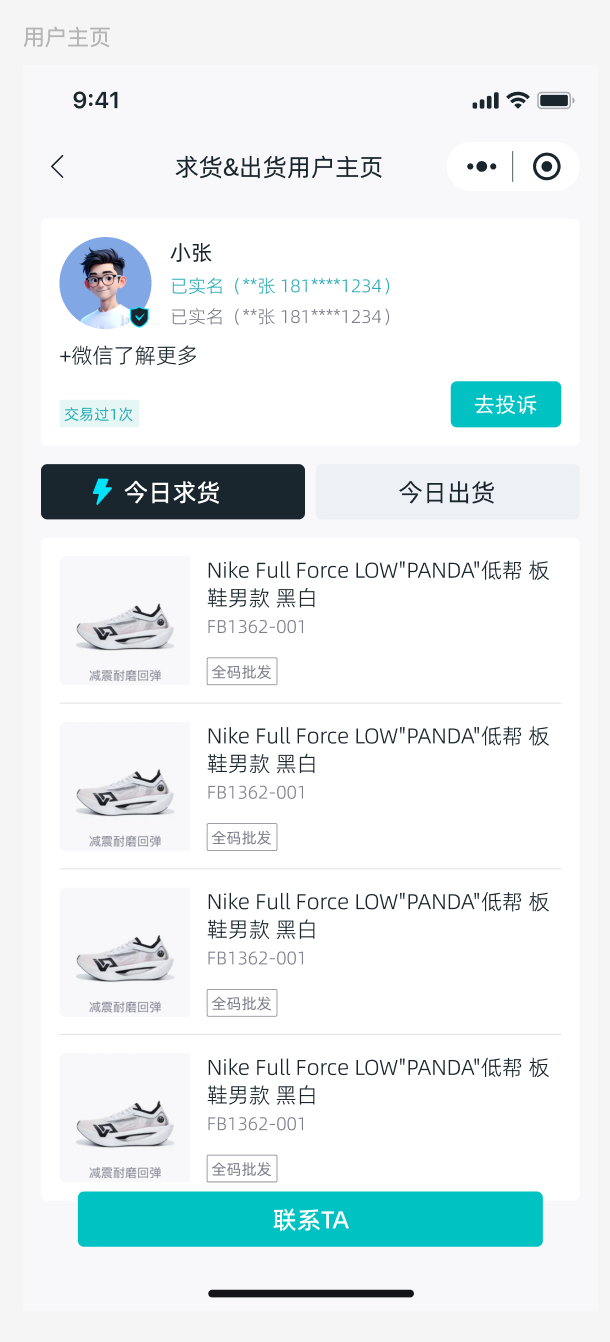 用户主页
9:41
求货&出货用户主页
小张
已实名（**张 181****1234）
已实名（**张 181****1234）
+微信了解更多
交易过1次
去投诉
今日求货
今日出货
Nike Full Force LOW"PANDA"低帮 板
鞋男款 黑白
FB1362-001
减震耐磨回弹
全码批发
Nike Full Force LOW"PANDA"低帮 板
鞋男款 黑白
FB1362-001
减震耐磨回弹
全码批发
Nike Full Force LOW"PANDA"低帮 板
鞋男款 黑白
FB1362-001
减震耐磨回弹
全码批发
Nike Full Force LOW"PANDA"低帮 板
鞋男款 黑白
FB1362-001
减震耐磨回弹
全码批发
联系TA